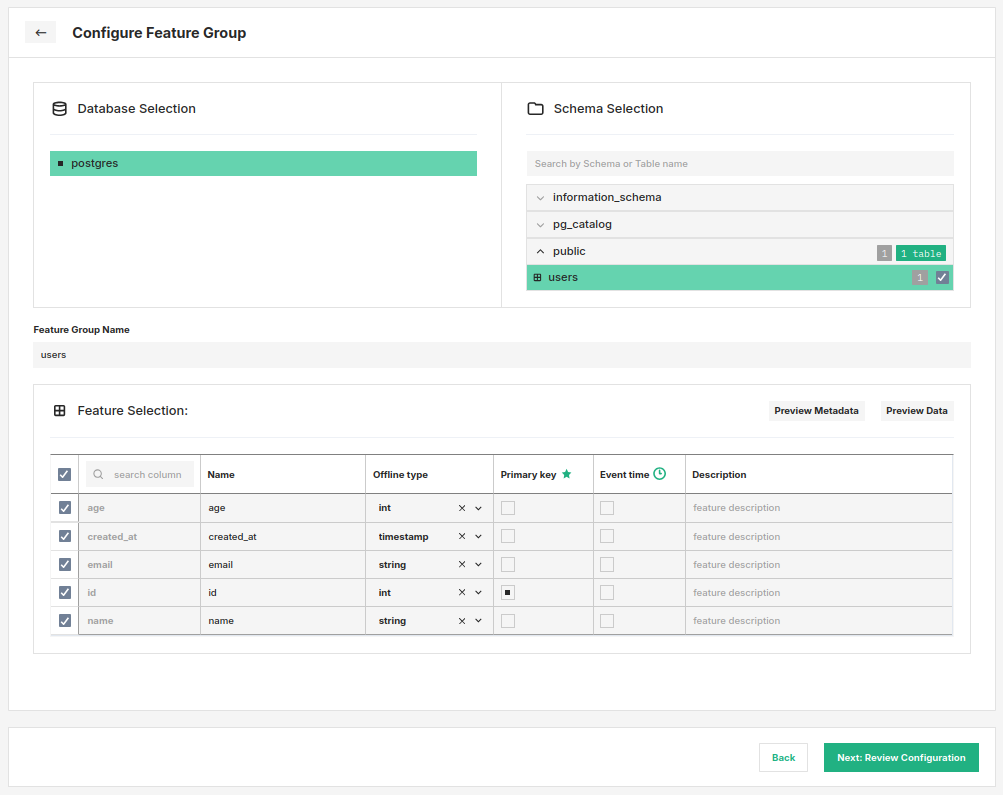 Configure Feature Group
Database Selection
postgres
Schema Selection
Search by Schema or Table name
information_schema
pg_catalog
public 1 1 table
users 1
Feature Group Name
users
Feature Selection: Preview Metadata Preview Data
search column Name Offline type Primary key Event time Description
age age int feature description
created_at created_at timestamp feature description
email email string feature description
id id int feature description
name name string feature description
Back Next: Review Configuration